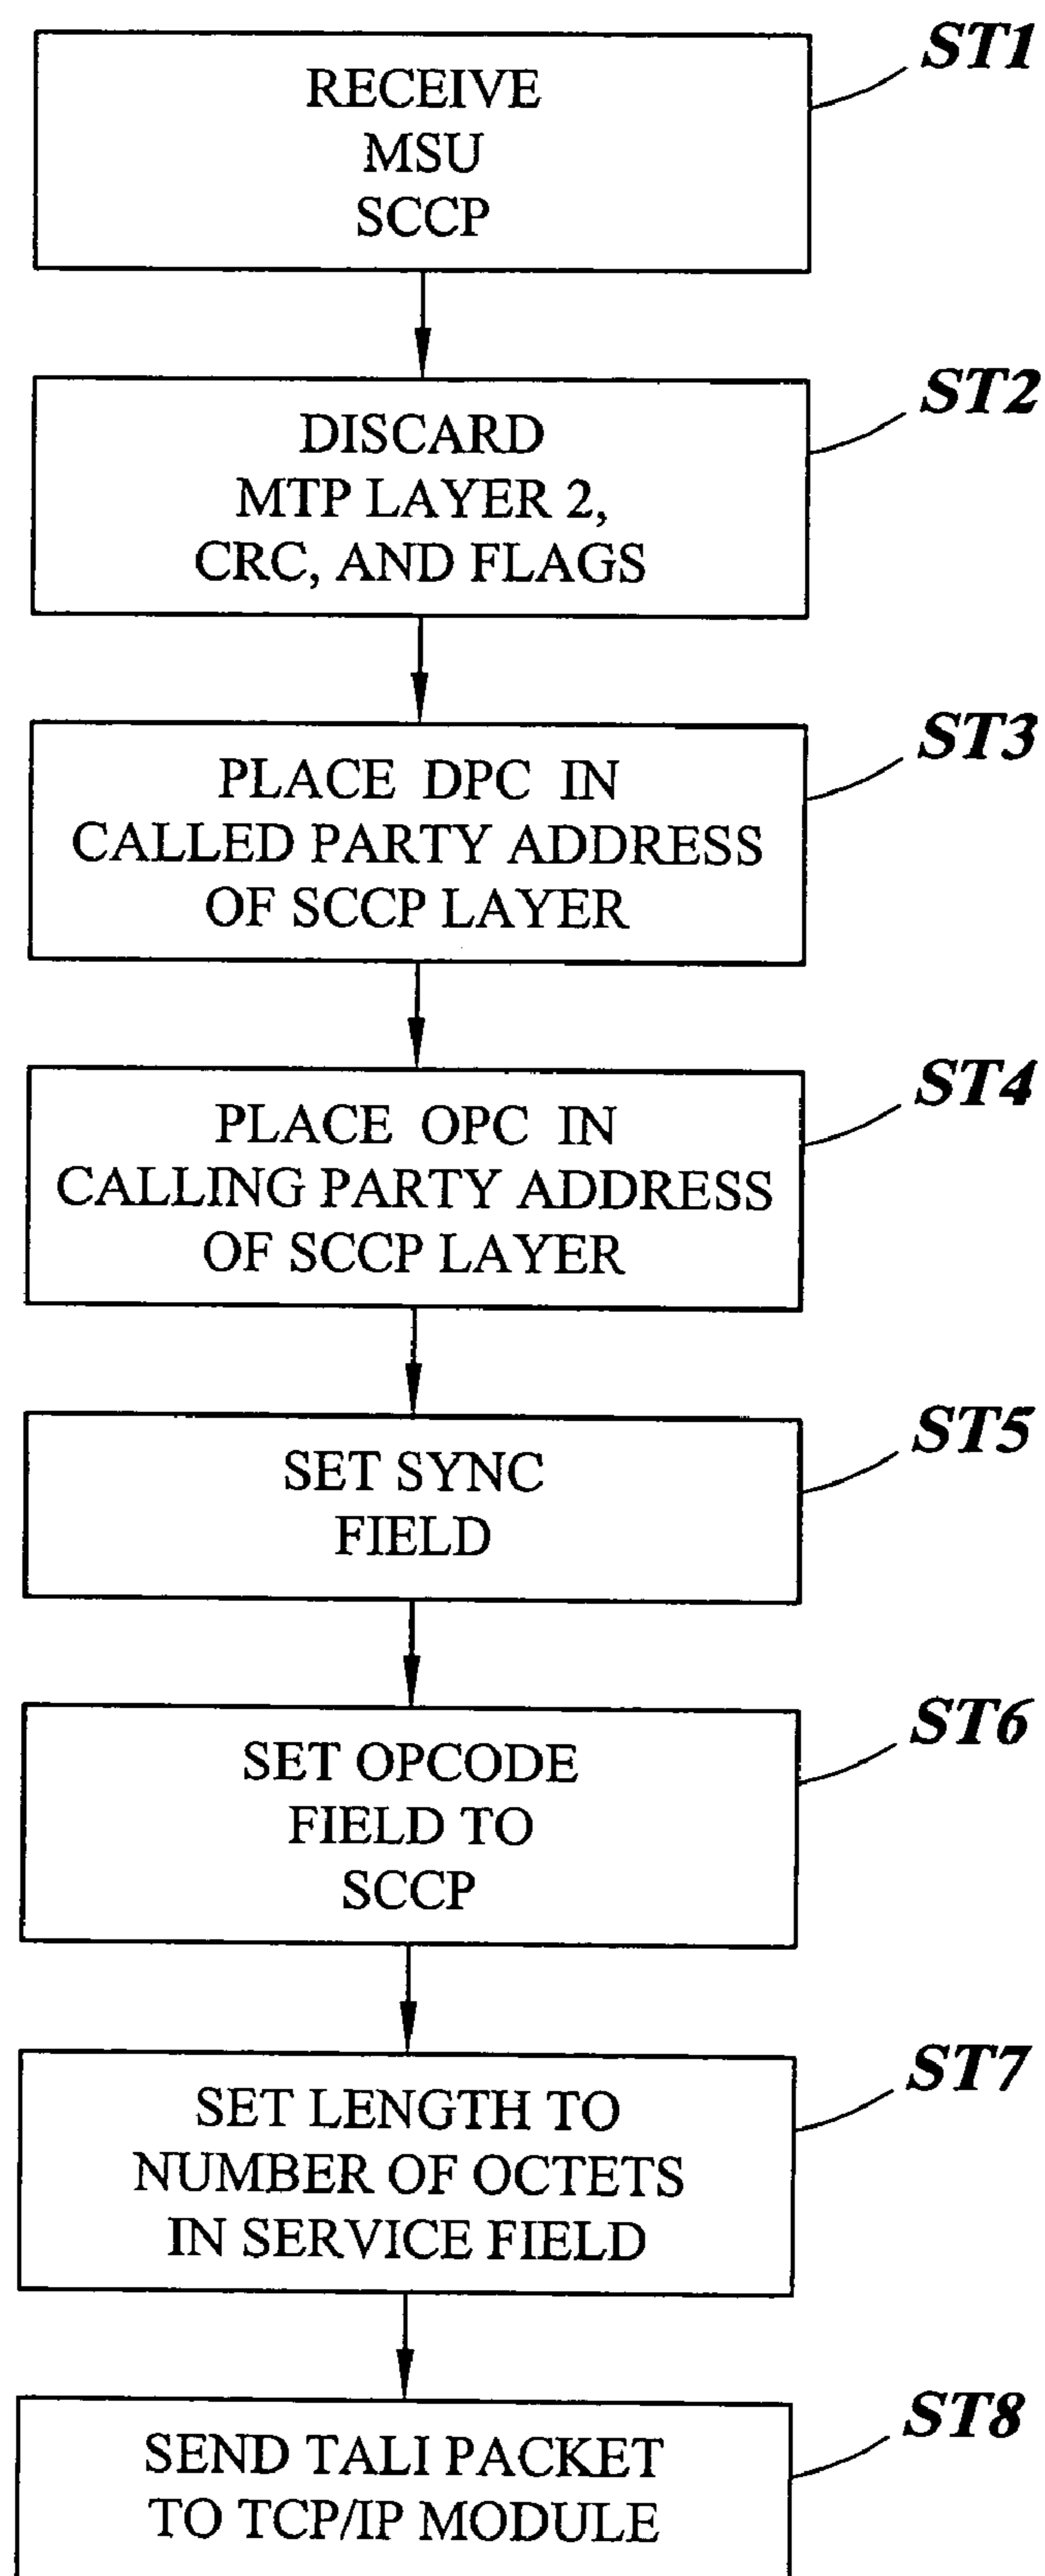 ST1
RECEIVE
MSU
SCCP
ST2
DISCARD
MTP LAYER 2,
CRC, AND FLAGS
ST3
PLACE DPC IN
CALLED PARTY ADDRESS
OF SCCP LAYER
ST4
PLACE OPC IN
CALLING PARTY ADDRESS
OF SCCP LAYER
ST5
SET SYNC
FIELD
ST6
SET OPCODE
FIELD TO
SCCP
ST7
SET LENGTH TO
NUMBER OF OCTETS
IN SERVICE FIELD
ST8
SEND TALI PACKET
TO TCP/IP MODULE